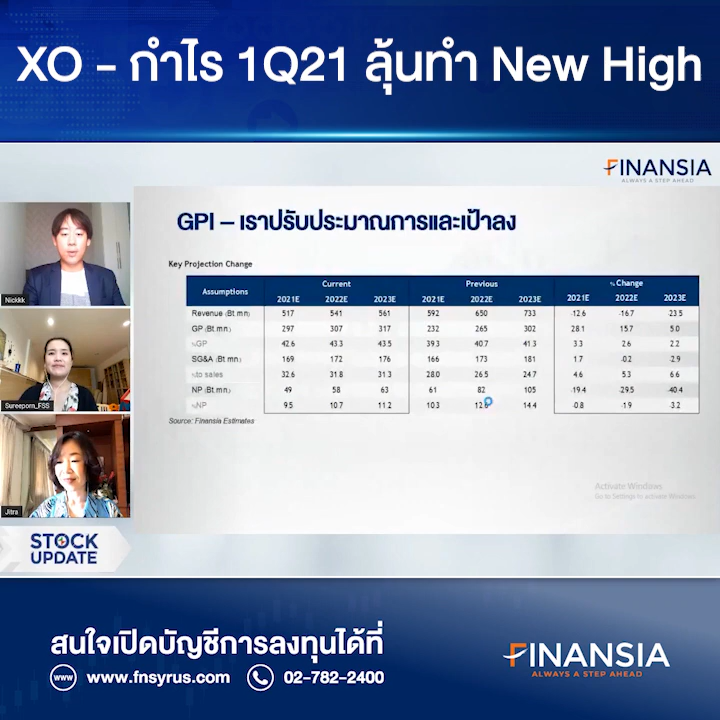 XO - กำไร 1Q21 ลุ้นทำ New High
FINANSIA
ALWAYS A STEP AHEAD
GPI – เราปรับประมาณการและเป้าลง
Key Projection Change
Assumptions Current Previous % Change
2021E 2022E 2023E 2021E 2022E 2023E 2021E 2022E 2023E
Revenue (Bt mn) 517 541 561 592 650 733 -12.6 -16.7 23.5
GP (Bt mn) 297 307 317 232 265 302 28.1 15.7 5.0
%GP 42.6 43.3 43.5 39.3 40.7 41.3 3.3 2.6 2.2
SG&A (Bt mn) 169 172 176 166 173 181 1.7 -0.2 -2.9
%to sales 32.6 31.8 31.3 28.0 26.5 24.7 4.6 5.3 6.6
NP (Bt mn) 49 58 63 61 82 105 -19.4 -29.5 -40.4
%NP 9.5 10.7 11.2 10.3 14.4 -0.8 -1.9 -3.2
Source: Finansia Estimates
Nickkk
Sureeporn_FSS
Jitra
Activate Windows
Go to Settings to activate Windows.
STOCK
UPDATE
สนใจเปิดบัญชีการลงทุนได้ที่
www www.fnsyrus.com 02-782-2400
FINANSIA
ALWAYS A STEP AHEAD